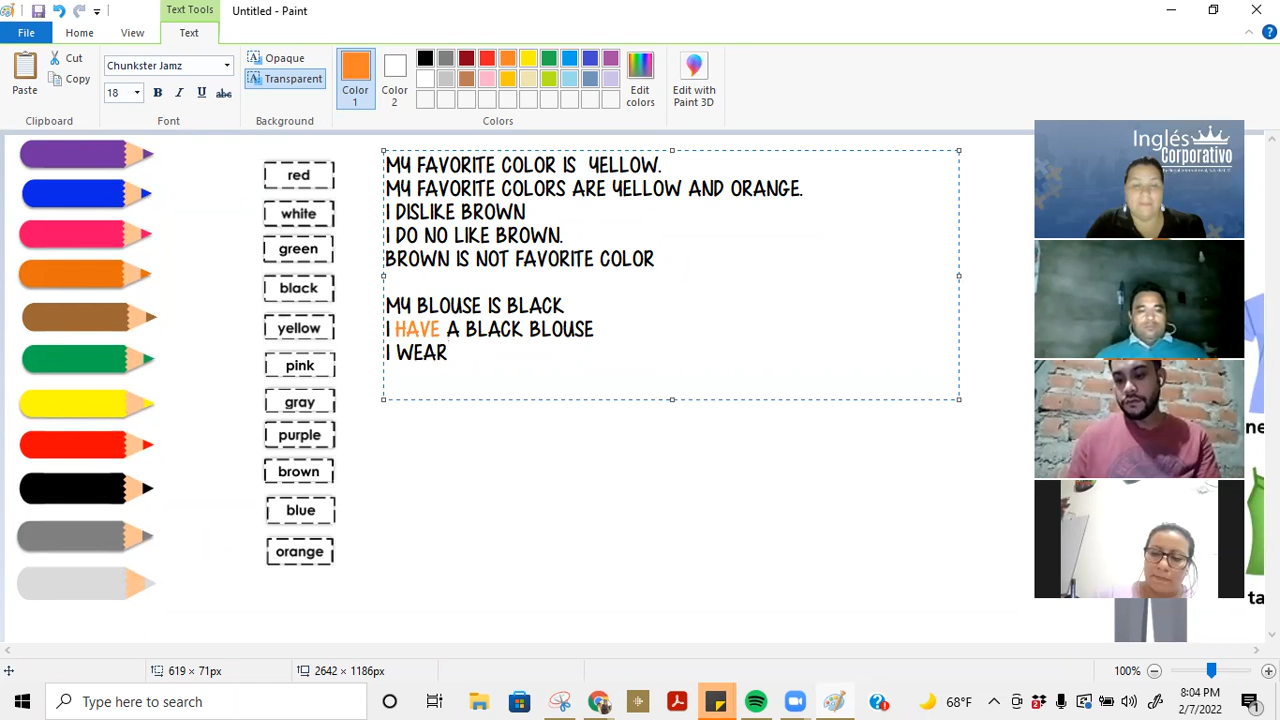 Text Tools
Untitled - Paint
File
Home
View
Text
Paste
Cut
Copy
Clipboard
Chunkster Jamz
18
B I U abc
Font
Opaque
Transparent
Background
Color 1
Color 2
Edit colors
Colors
Edit with Paint 3D
red
white
green
black
yellow
pink
gray
purple
brown
blue
orange
MY FAVORITE COLOR IS YELLOW.
MY FAVORITE COLORS ARE YELLOW AND ORANGE.
I DISLIKE BROWN
I DO NO LIKE BROWN.
BROWN IS NOT FAVORITE COLOR
MY BLOUSE IS BLACK
I HAVE A BLACK BLOUSE
I WEAR
Inglés
Corporativo
ne
ta
619 × 71px
2642 × 1186px
100%
Type here to search
68°F
8:04 PM
2/7/2022